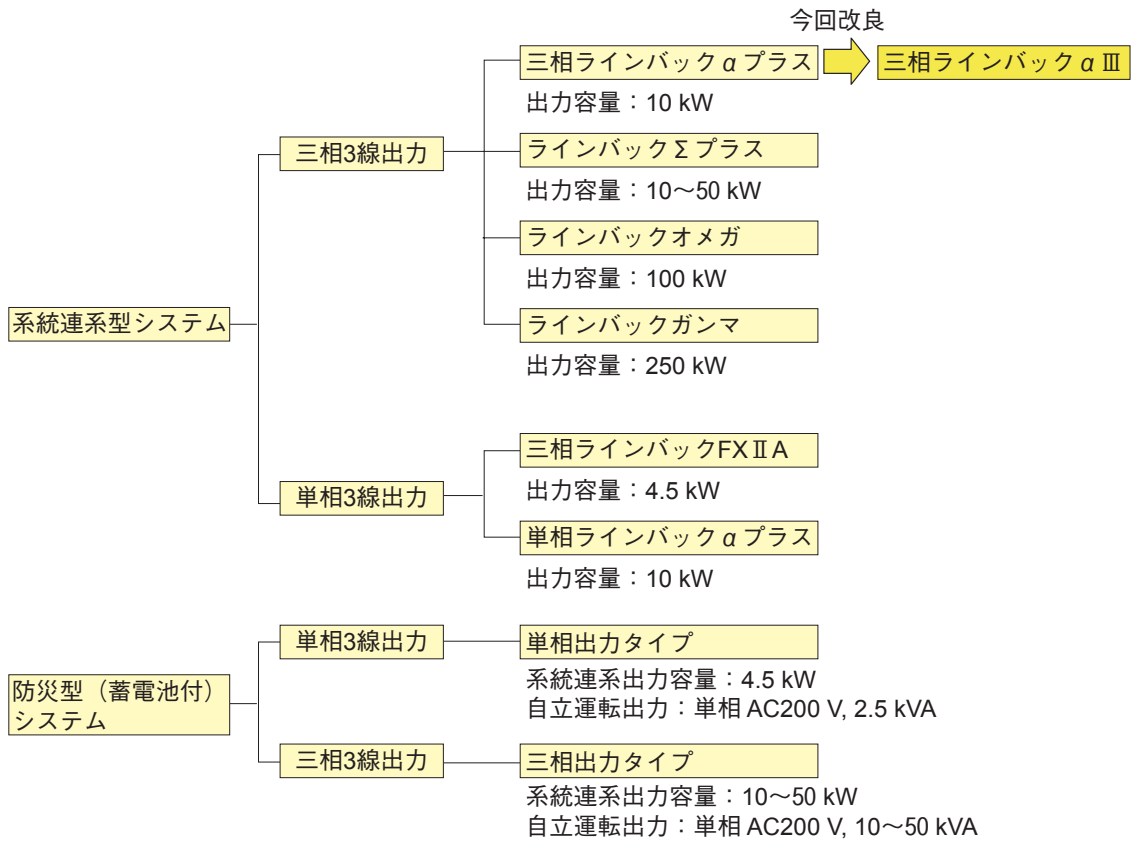 今回改良
三相ラインバックαプラス
三相ラインバックαⅢ
出力容量：10 kW
三相3線出力
ラインバックΣプラス
出力容量：10～50 kW
ラインバックオメガ
出力容量：100 kW
系統連系型システム
ラインバックガンマ
出力容量：250 kW
三相ラインバックFXⅡA
出力容量：4.5 kW
単相3線出力
単相ラインバックαプラス
出力容量：10 kW
単相3線出力
単相出力タイプ
系統連系出力容量：4.5 kW
自立運転出力：単相 AC200 V, 2.5 kVA
防災型（蓄電池付）
システム
三相3線出力
三相出力タイプ
系統連系出力容量：10～50 kW
自立運転出力：単相 AC200 V, 10～50 kVA